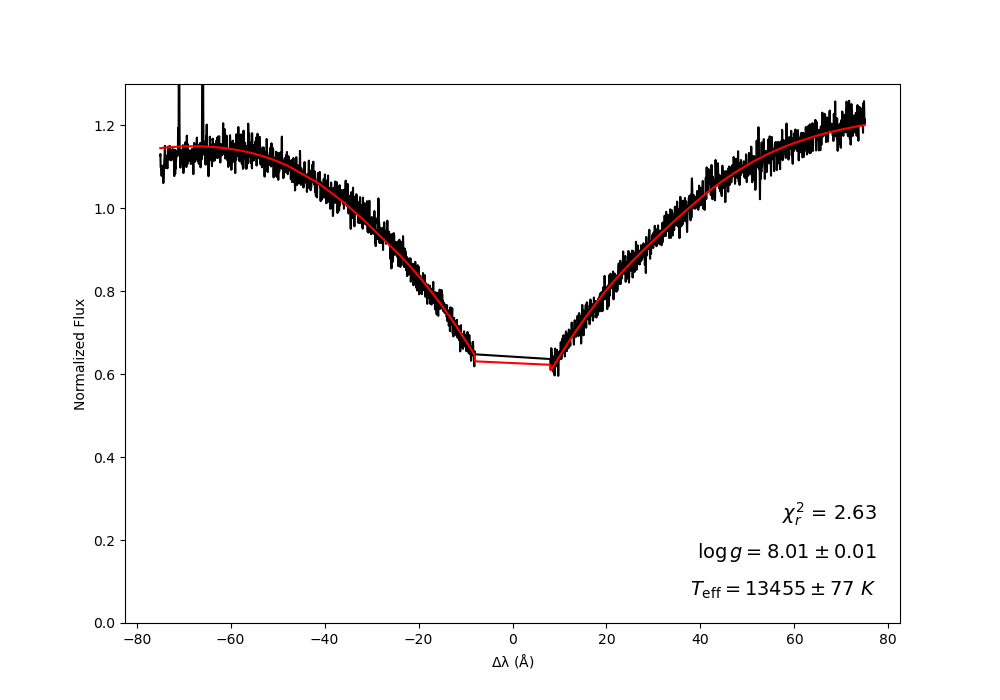 1.2
1.0
0.8
0.6
0.4
0.2
0.0
Normalized Flux
χ²ᵣ = 2.63
log g = 8.01 ± 0.01
T_eff = 13455 ± 77 K
−80 −60 −40 −20 0 20 40 60 80
Δλ (Å)